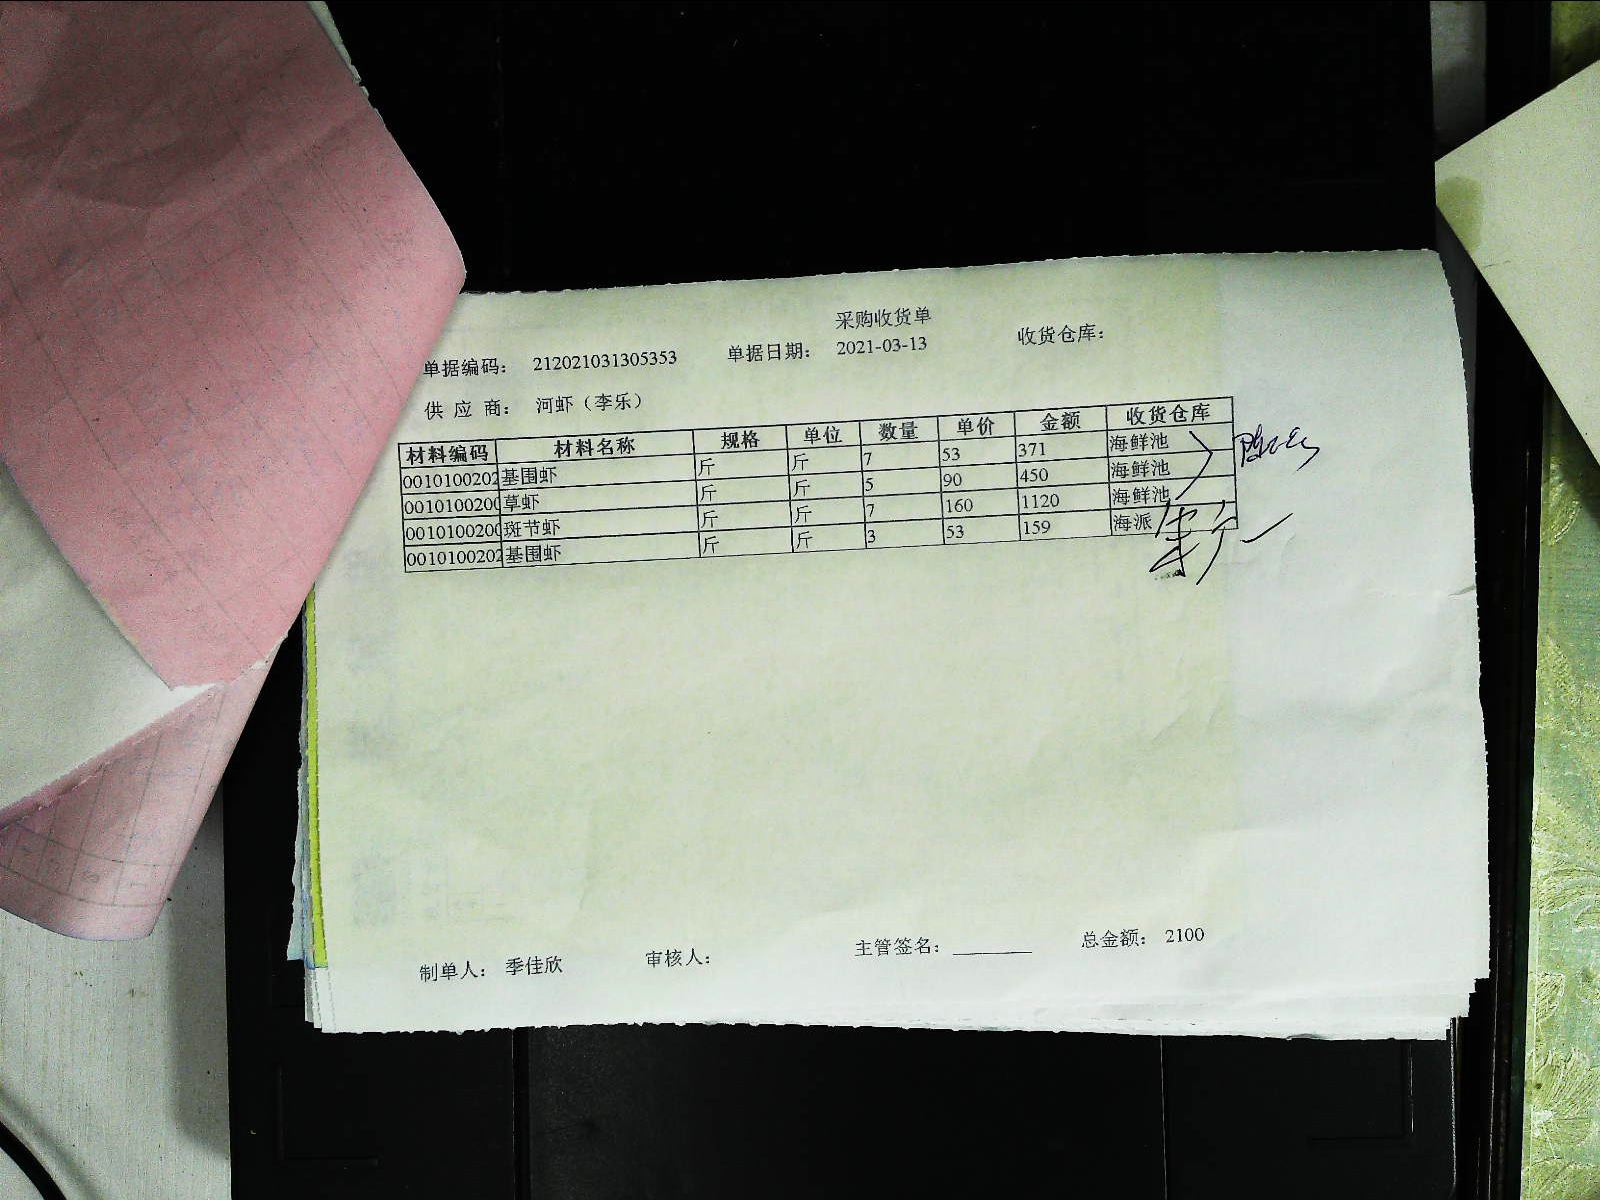 采购收货单
单据编码： 212021031305353 单据日期： 2021-03-13 收货仓库：
供 应 商： 河虾（李乐）
材料编码 材料名称 规格 单位 数量 单价 金额 收货仓库
0010100202 基围虾 斤 斤 7 53 371 海鲜池
0010100200 草虾 斤 斤 5 90 450 海鲜池
0010100200 斑节虾 斤 斤 7 160 1120 海鲜池
0010100202 基围虾 斤 斤 3 53 159 海派
制单人： 季佳欣 审核人： 主管签名：________ 总金额： 2100